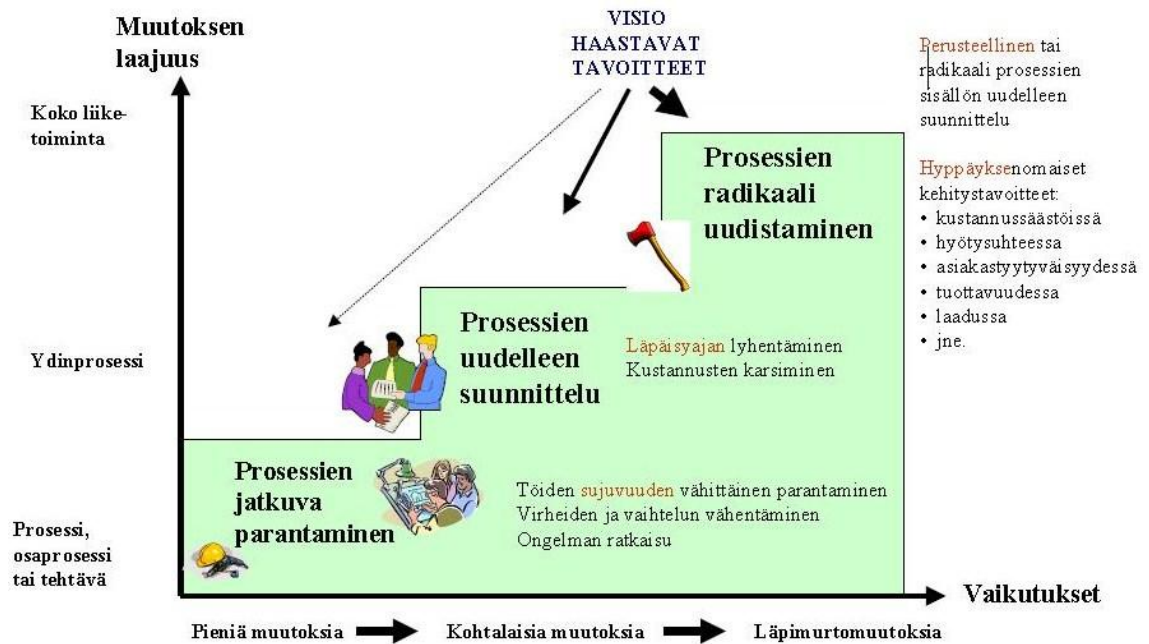 Muutoksen
laajuus
VISIO
HAASTAVAT
TAVOITTEET
Perusteellinen tai
radikaali prosessien
sisällön uudelleen
suunnittelu
Koko liike-
toiminta
Prosessien
radikaali
uudistaminen
Hyppäyksenomaiset
kehitystavoitteet:
• kustannussäästöissä
• hyötysuhteessa
• asiakastyytyväisyydessä
• tuottavuudessa
• laadussa
• jne.
Ydinprosessi
Prosessien
uudelleen
suunnittelu
Läpäisyajan lyhentäminen
Kustannusten karsiminen
Prosessien
jatkuva
parantaminen
Töiden sujuvuuden vähittäinen parantaminen
Virheiden ja vaihtelun vähentäminen
Ongelman ratkaisu
Prosessi,
osaprosessi
tai tehtävä
Vaikutukset
Pieniä muutoksia Kohtalaisia muutoksia Läpimurtomuutoksia